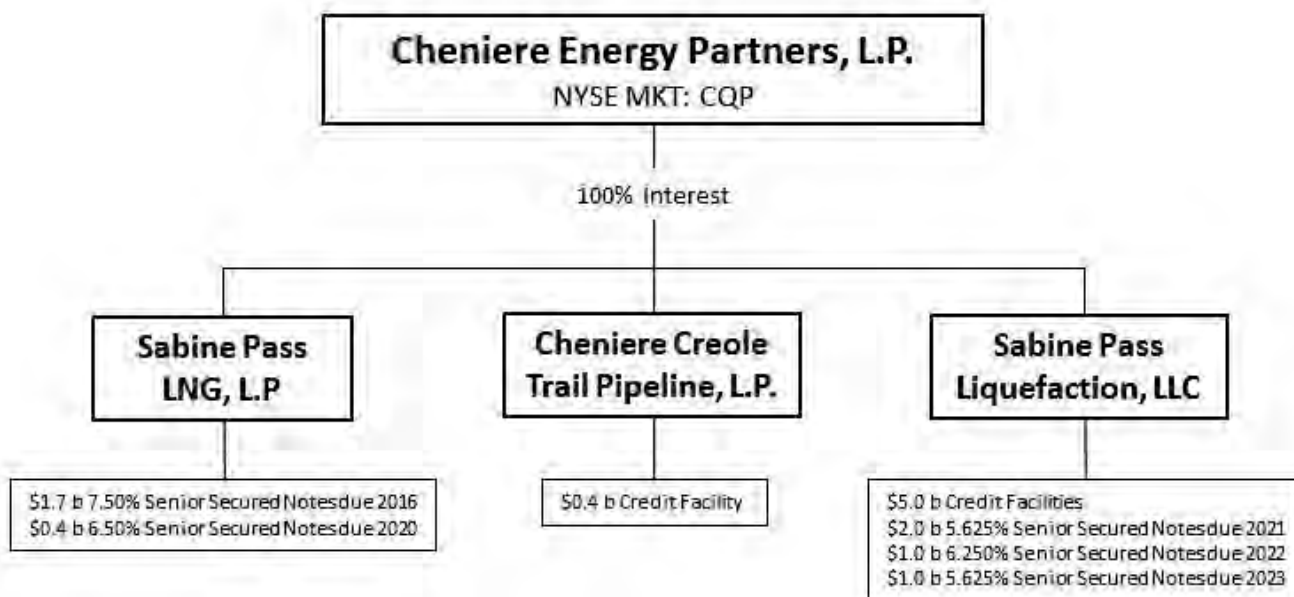 Cheniere Energy Partners, L.P.
NYSE MKT: CQP
100% Interest
Sabine Pass
LNG, L.P
Cheniere Creole
Trail Pipeline, L.P.
Sabine Pass
Liquefaction, LLC
$1.7 b 7.50% Senior Secured Notesdue 2016
$0.4 b 6.50% Senior Secured Notesdue 2020
$0.4 b Credit Facility
$5.0 b Credit Facilities
$2.0 b 5.625% Senior Secured Notesdue 2021
$1.0 b 6.250% Senior Secured Notesdue 2022
$1.0 b 5.625% Senior Secured Notesdue 2023